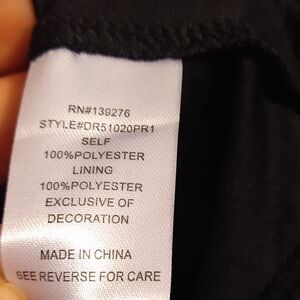 RN#139276
STYLE#DR51020PR1
SELF
100%POLYESTER
LINING
100%POLYESTER
EXCLUSIVE OF
DECORATION
MADE IN CHINA
SEE REVERSE FOR CARE